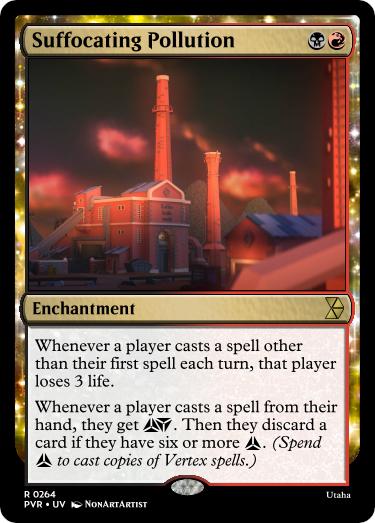 Suffocating Pollution
Enchantment
Whenever a player casts a spell other
than their first spell each turn, that player
loses 3 life.
Whenever a player casts a spell from their
hand, they get . Then they discard a
card if they have six or more . (Spend
to cast copies of Vertex spells.)
R 0264
Utaha
PVR • UV NonArtArtist